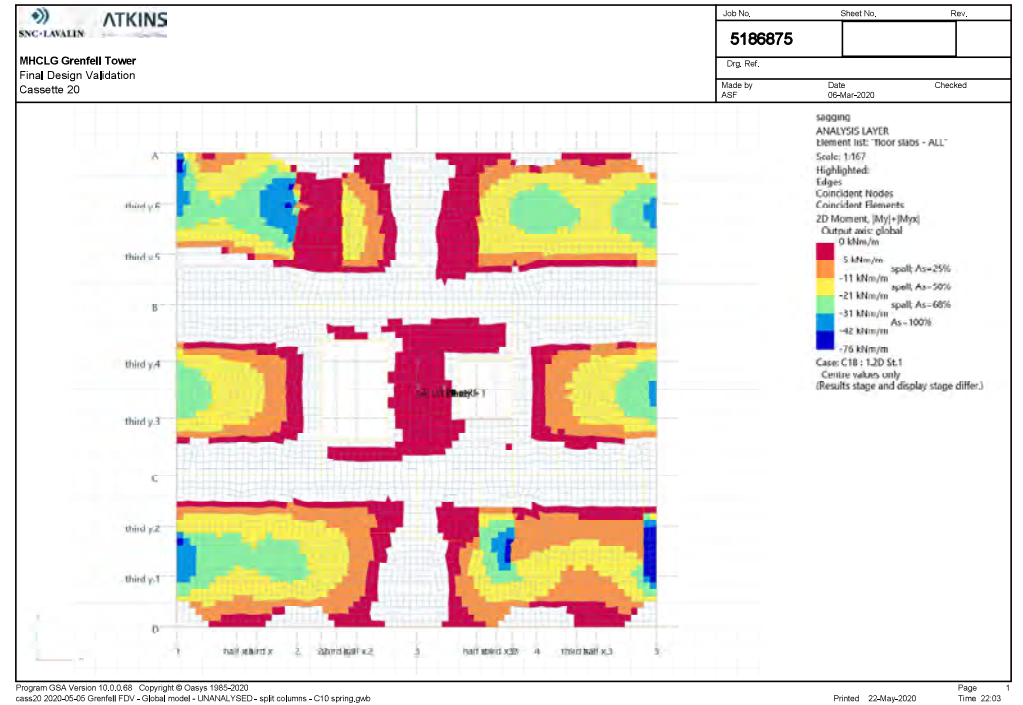 SNC•LAVALIN ATKINS
MHCLG Grenfell Tower
Final Design Validation
Cassette 20
Job No. Sheet No. Rev.
5186875
Drg. Ref.
Made by Date Checked
ASF 06-Mar-2020
sagging
ANALYSIS LAYER
Element list: "floor slabs - ALL"
Scale: 1:167
Highlighted:
Edges
Coincident Nodes
Coincident Elements
2D Moment, |My|+|Myx|
Output axis: global
0 kNm/m
-5 kNm/m
spall; As=25%
-11 kNm/m
spall; As=50%
-21 kNm/m
spall; As=68%
-31 kNm/m
As=100%
-42 kNm/m
-76 kNm/m
Case: C18 : 1.2D St.1
Centre values only
(Results stage and display stage differ.)
A
third y.6
third y.5
B
third y.4
third y.3
C
third y.2
third y.1
D
1 half x 2 half x.2 3 half 4 third half x.3 5
Program GSA Version 10.0.0.68 Copyright © Oasys 1985-2020
cass20 2020-05-05 Grenfell FDV - Global model - UNANALYSED - split columns - C10 spring.gwb
Page 1
Printed 22-May-2020 Time 22:03